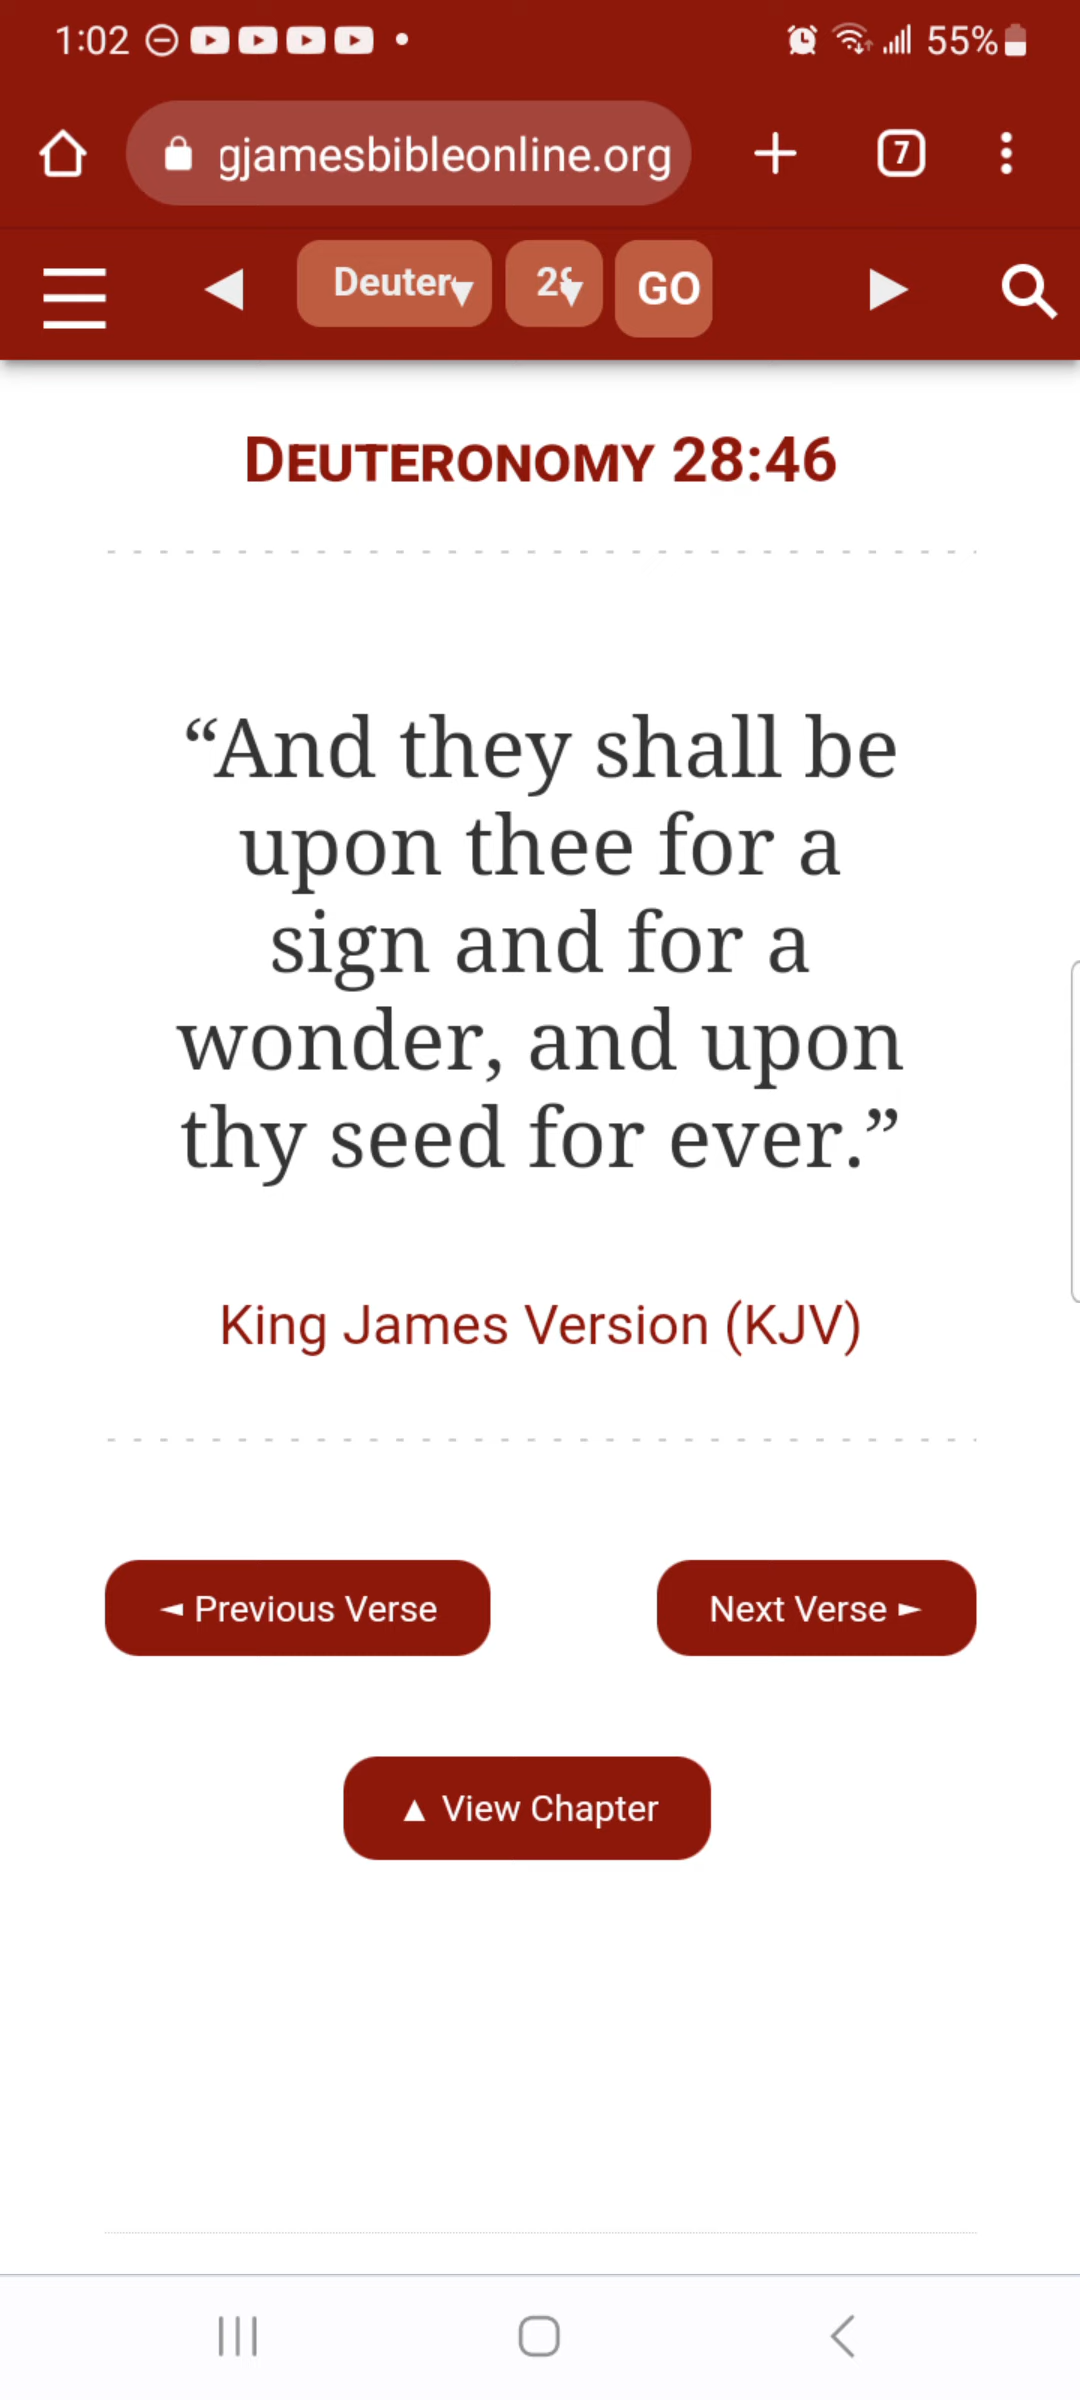 1:02 55%
gjamesbibleonline.org 7
Deuter GO
DEUTERONOMY 28:46
“And they shall be
upon thee for a
sign and for a
wonder, and upon
thy seed for ever.”
King James Version (KJV)
◄ Previous Verse Next Verse ►
▲ View Chapter